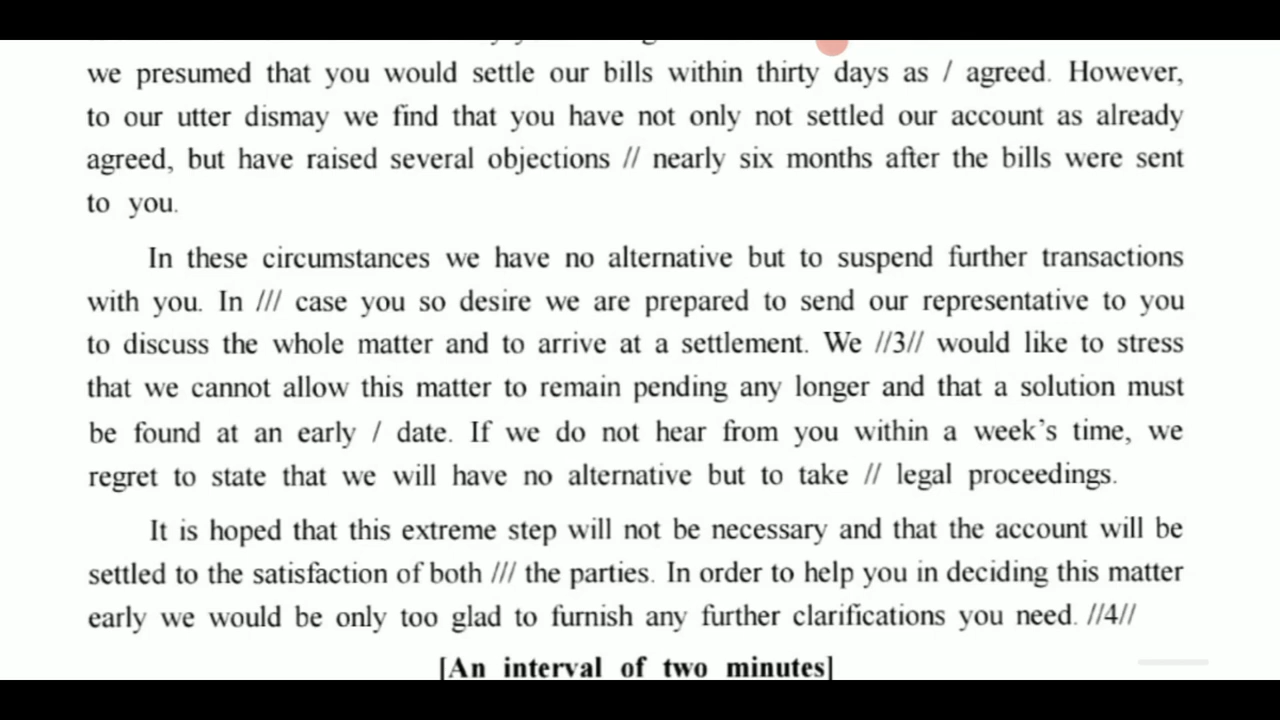 we presumed that you would settle our bills within thirty days as / agreed. However,
to our utter dismay we find that you have not only not settled our account as already
agreed, but have raised several objections // nearly six months after the bills were sent
to you.
In these circumstances we have no alternative but to suspend further transactions
with you. In /// case you so desire we are prepared to send our representative to you
to discuss the whole matter and to arrive at a settlement. We //3// would like to stress
that we cannot allow this matter to remain pending any longer and that a solution must
be found at an early / date. If we do not hear from you within a week's time, we
regret to state that we will have no alternative but to take // legal proceedings.
It is hoped that this extreme step will not be necessary and that the account will be
settled to the satisfaction of both /// the parties. In order to help you in deciding this matter
early we would be only too glad to furnish any further clarifications you need. //4//
[An interval of two minutes]